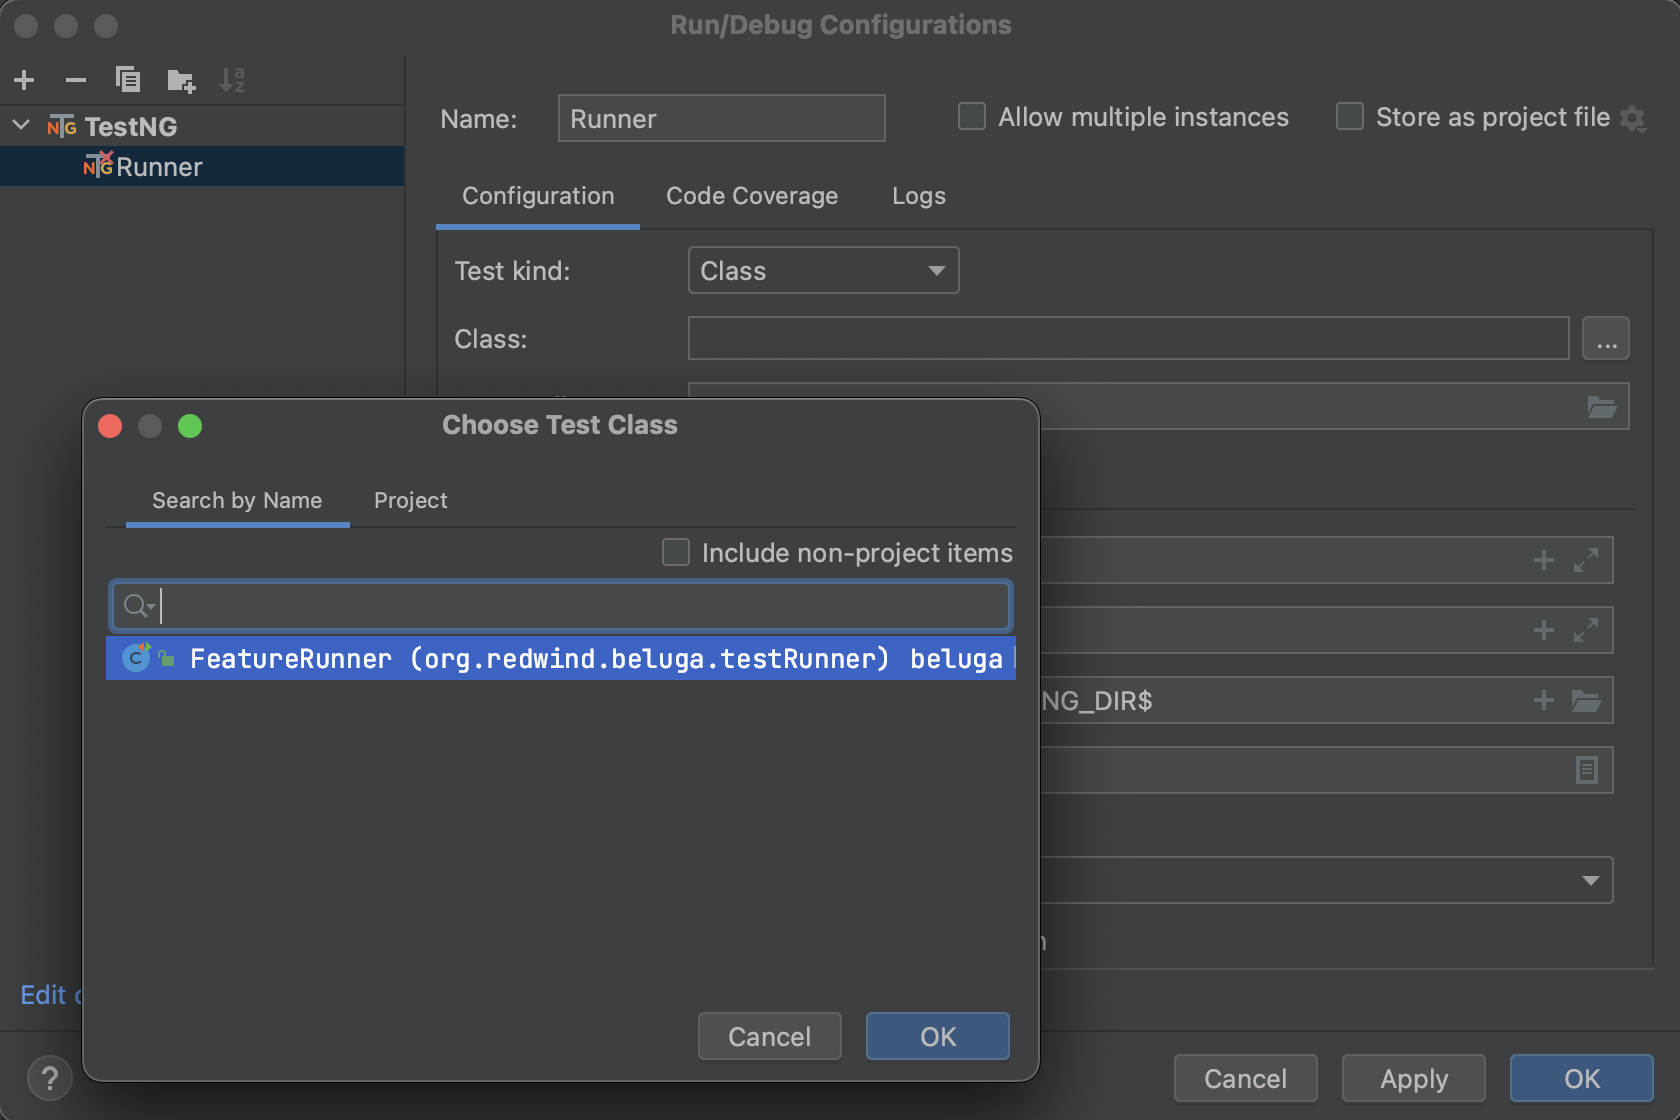 Run/Debug Configurations
TestNG
Runner
Name: Runner
Allow multiple instances
Store as project file
Configuration Code Coverage Logs
Test kind: Class
Class: ...
Choose Test Class
Search by Name Project
Include non-project items
FeatureRunner (org.redwind.beluga.testRunner) beluga
NG_DIR$
Edit
Cancel OK
? Cancel Apply OK